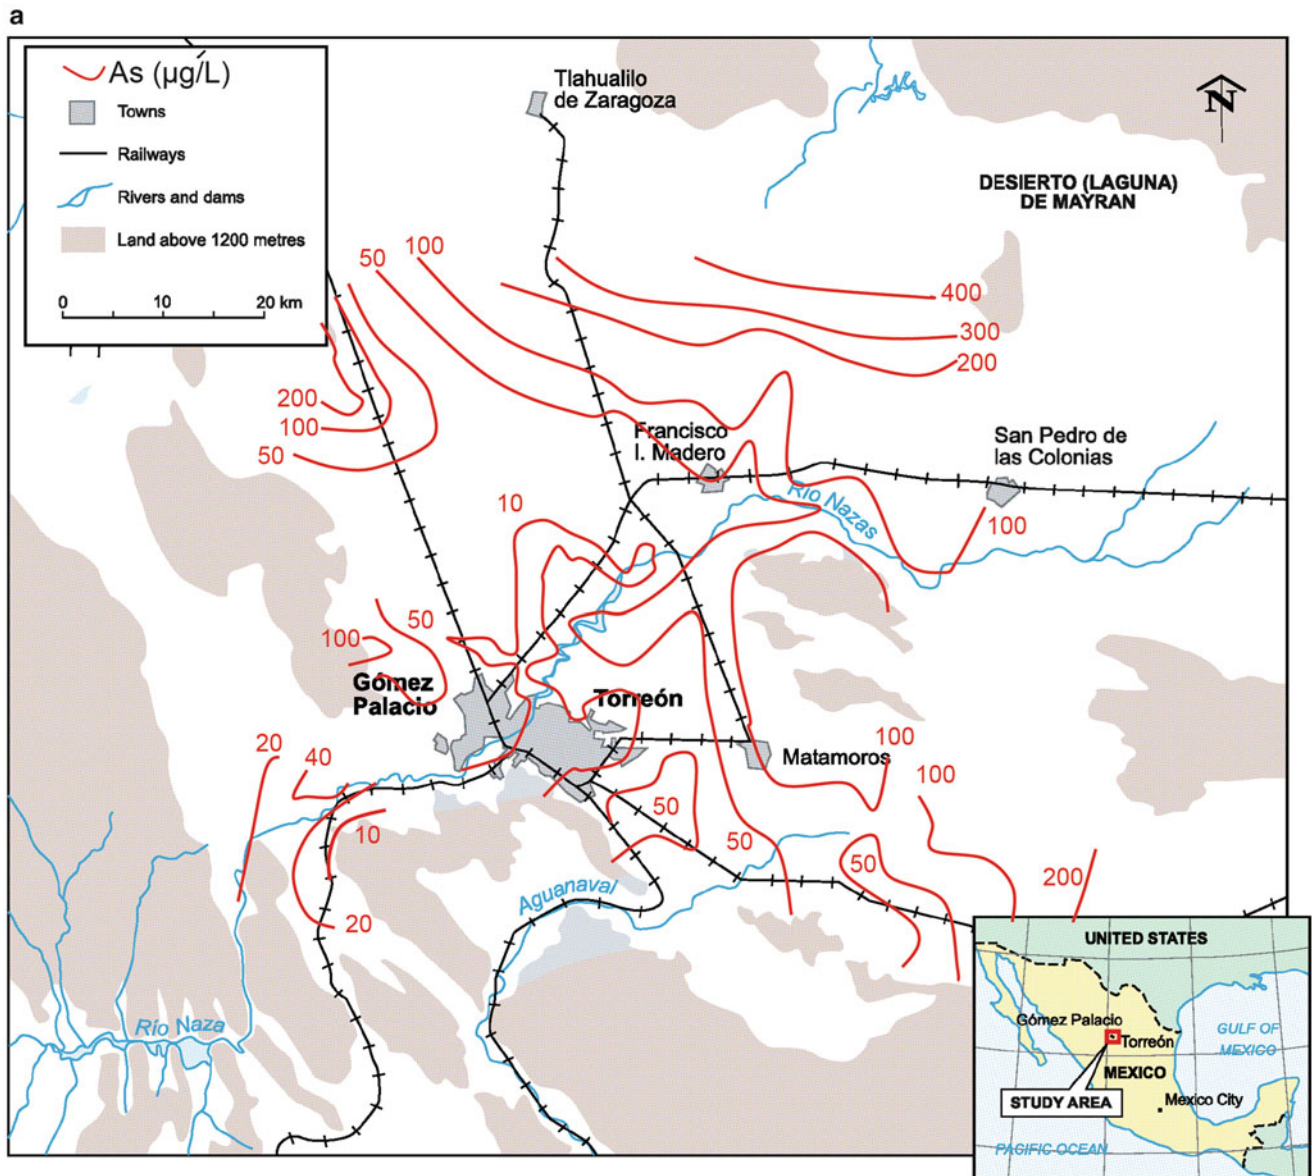 a
As (µg/L)
Towns
Railways
Rivers and dams
Land above 1200 metres
0 10 20 km
Tlahualilo
de Zaragoza
N
DESIERTO (LAGUNA)
DE MAYRAN
50
100
400
300
200
200
100
50
Francisco
I. Madero
San Pedro de
las Colonias
10
Río Nazas
100
50
100
Gómez
Palacio
Torreón
20
40
Matamoros
100
100
10
50
50
50
200
Aguanaval
20
Río Naza
UNITED STATES
Gómez Palacio
Torreón
GULF OF
MEXICO
MEXICO
STUDY AREA
Mexico City
PACIFIC OCEAN